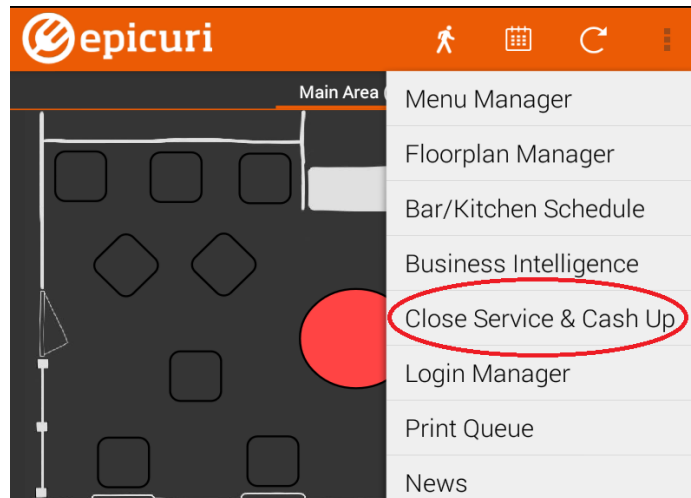 epicuri
Main Area (
Menu Manager
Floorplan Manager
Bar/Kitchen Schedule
Business Intelligence
Close Service & Cash Up
Login Manager
Print Queue
News